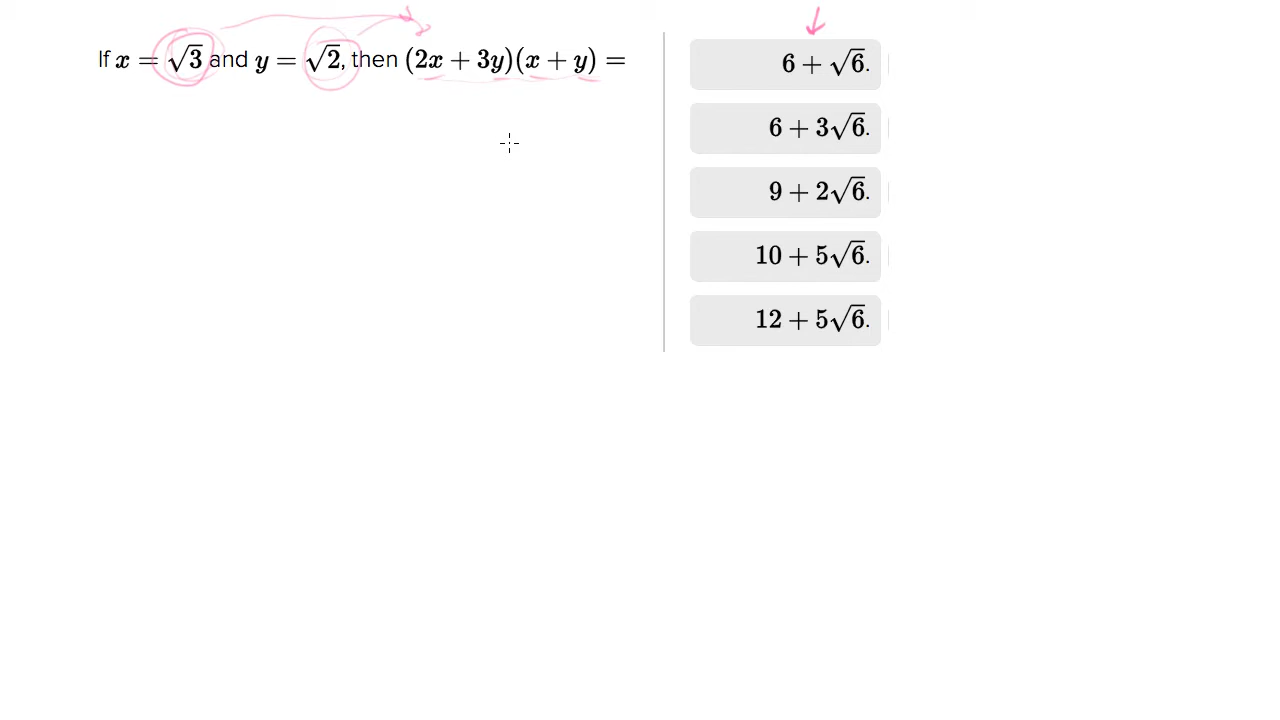 If x = √3 and y = √2, then (2x + 3y)(x + y) =
6 + √6.
6 + 3√6.
9 + 2√6.
10 + 5√6.
12 + 5√6.